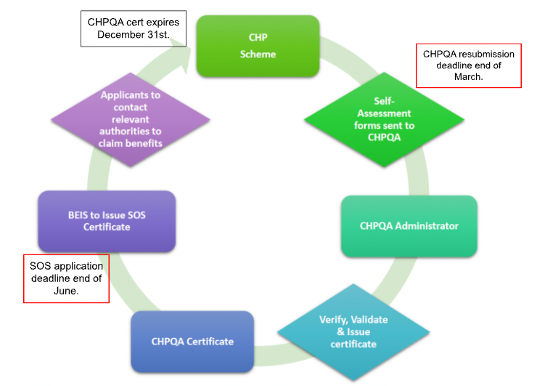 CHPQA cert expires
December 31st.
CHP
Scheme
CHPQA resubmission
deadline end of
March.
Self-
Assessment
forms sent to
CHPQA
CHPQA Administrator
Verify, Validate
& Issue
certificate
CHPQA Certificate
SOS application
deadline end of
June.
BEIS to Issue SOS
Certificate
Applicants to
contact
relevant
authorities to
claim benefits